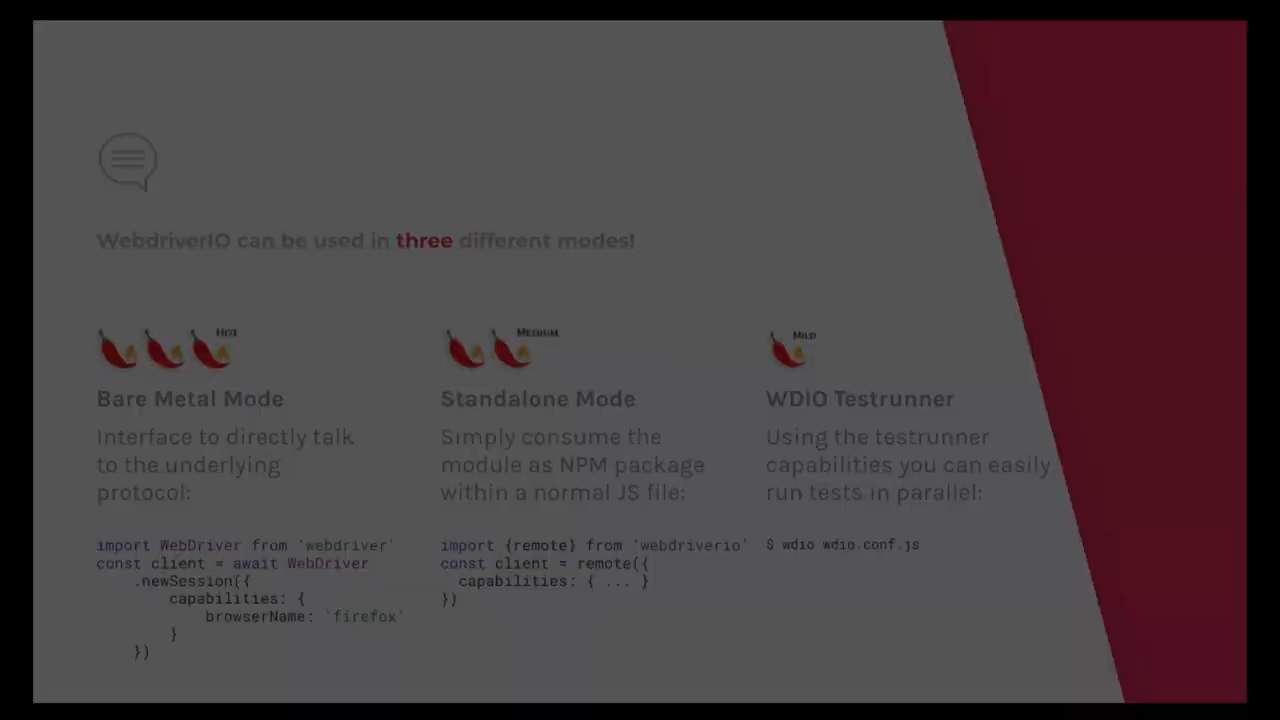 WebdriverIO can be used in three different modes!
HOT
MEDIUM
MILD
Bare Metal Mode
Interface to directly talk
to the underlying
protocol:
import WebDriver from 'webdriver'
const client = await WebDriver
.newSession({
capabilities: {
browserName: 'firefox'
}
})
Standalone Mode
Simply consume the
module as NPM package
within a normal JS file:
import {remote} from 'webdriverio'
const client = remote({
capabilities: { ... }
})
WDIO Testrunner
Using the testrunner
capabilities you can easily
run tests in parallel:
$ wdio wdio.conf.js